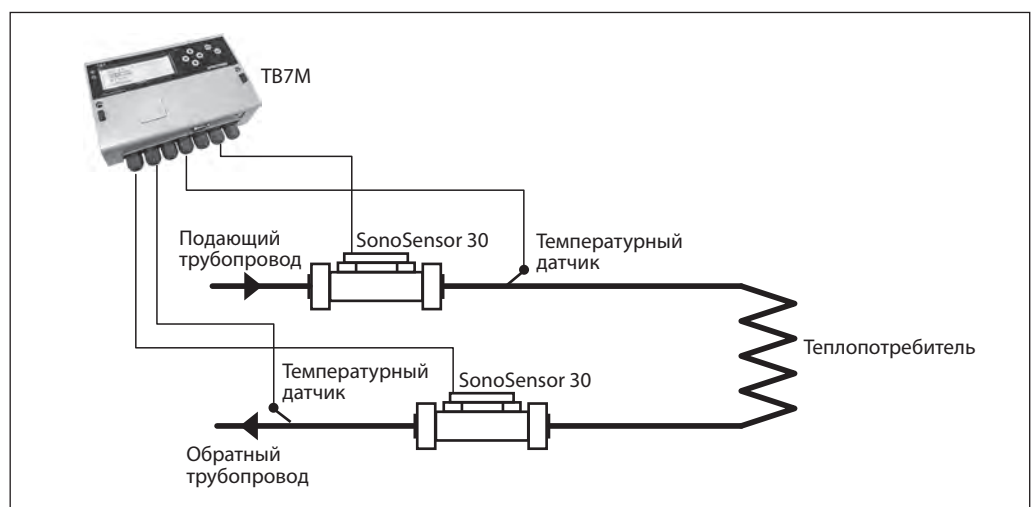 ТВ7М
Подающий
трубопровод
SonoSensor 30
Температурный
датчик
Теплопотребитель
Температурный
датчик
SonoSensor 30
Обратный
трубопровод